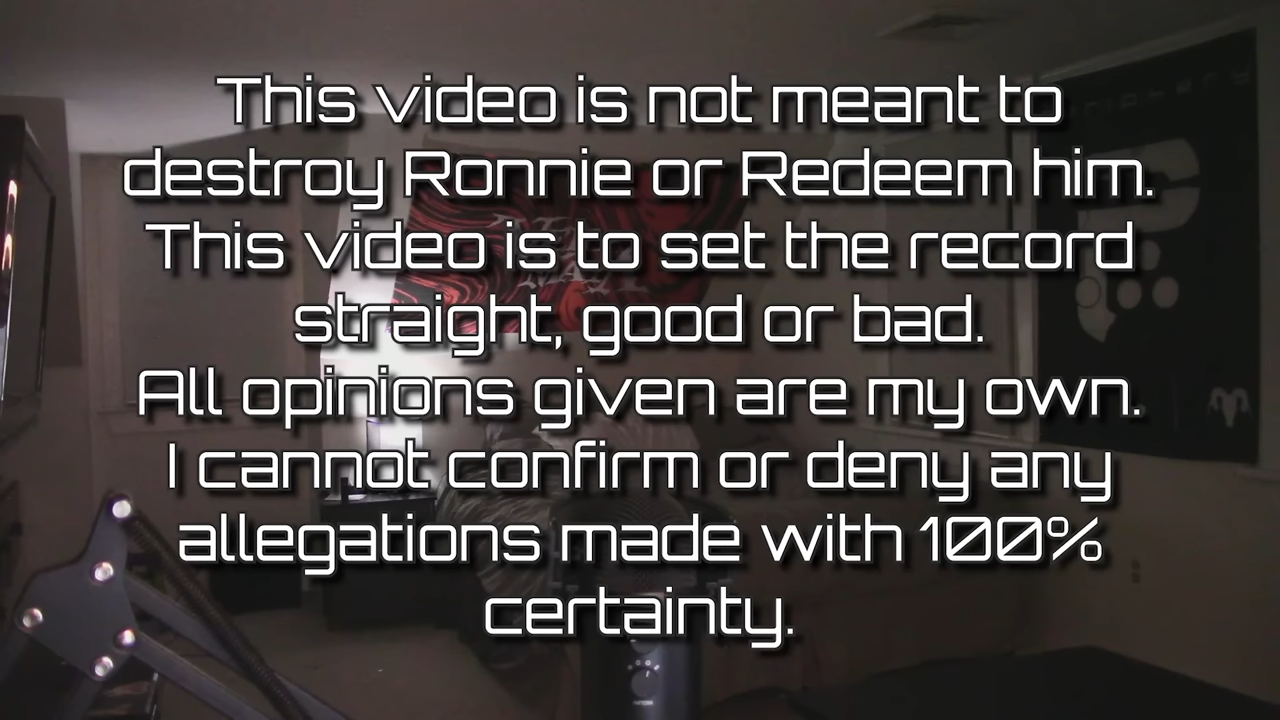 This video is not meant to
destroy Ronnie or Redeem him.
This video is to set the record
straight, good or bad.
All opinions given are my own.
I cannot confirm or deny any
allegations made with 100%
certainty.